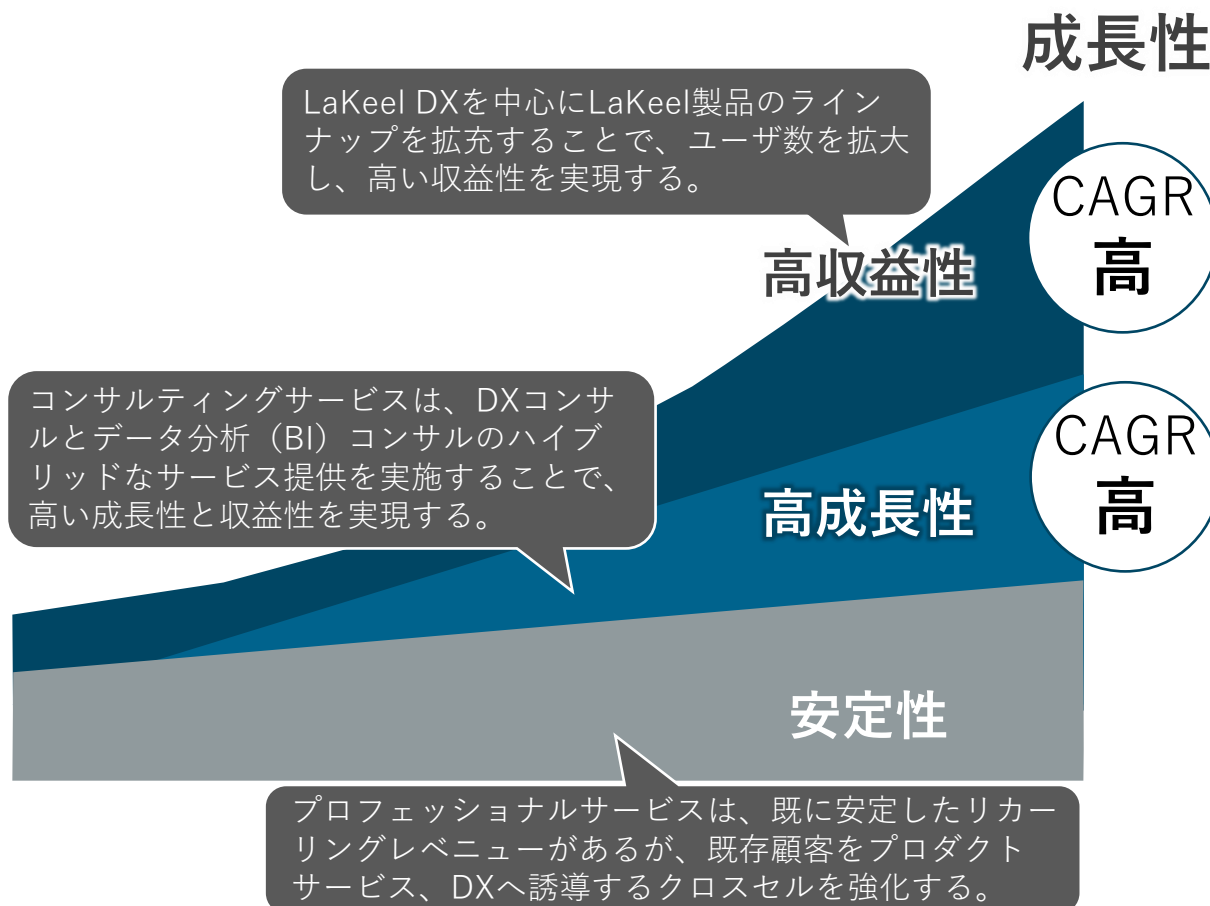 成長性
LaKeel DXを中心にLaKeel製品のライン
ナップを拡充することで、ユーザ数を拡大
し、高い収益性を実現する。
CAGR
高
高収益性
コンサルティングサービスは、DXコンサ
ルとデータ分析（BI）コンサルのハイブ
リッドなサービス提供を実施することで、
高い成長性と収益性を実現する。
CAGR
高
高成長性
安定性
プロフェッショナルサービスは、既に安定したリカー
リングレベニューがあるが、既存顧客をプロダクト
サービス、DXへ誘導するクロスセルを強化する。